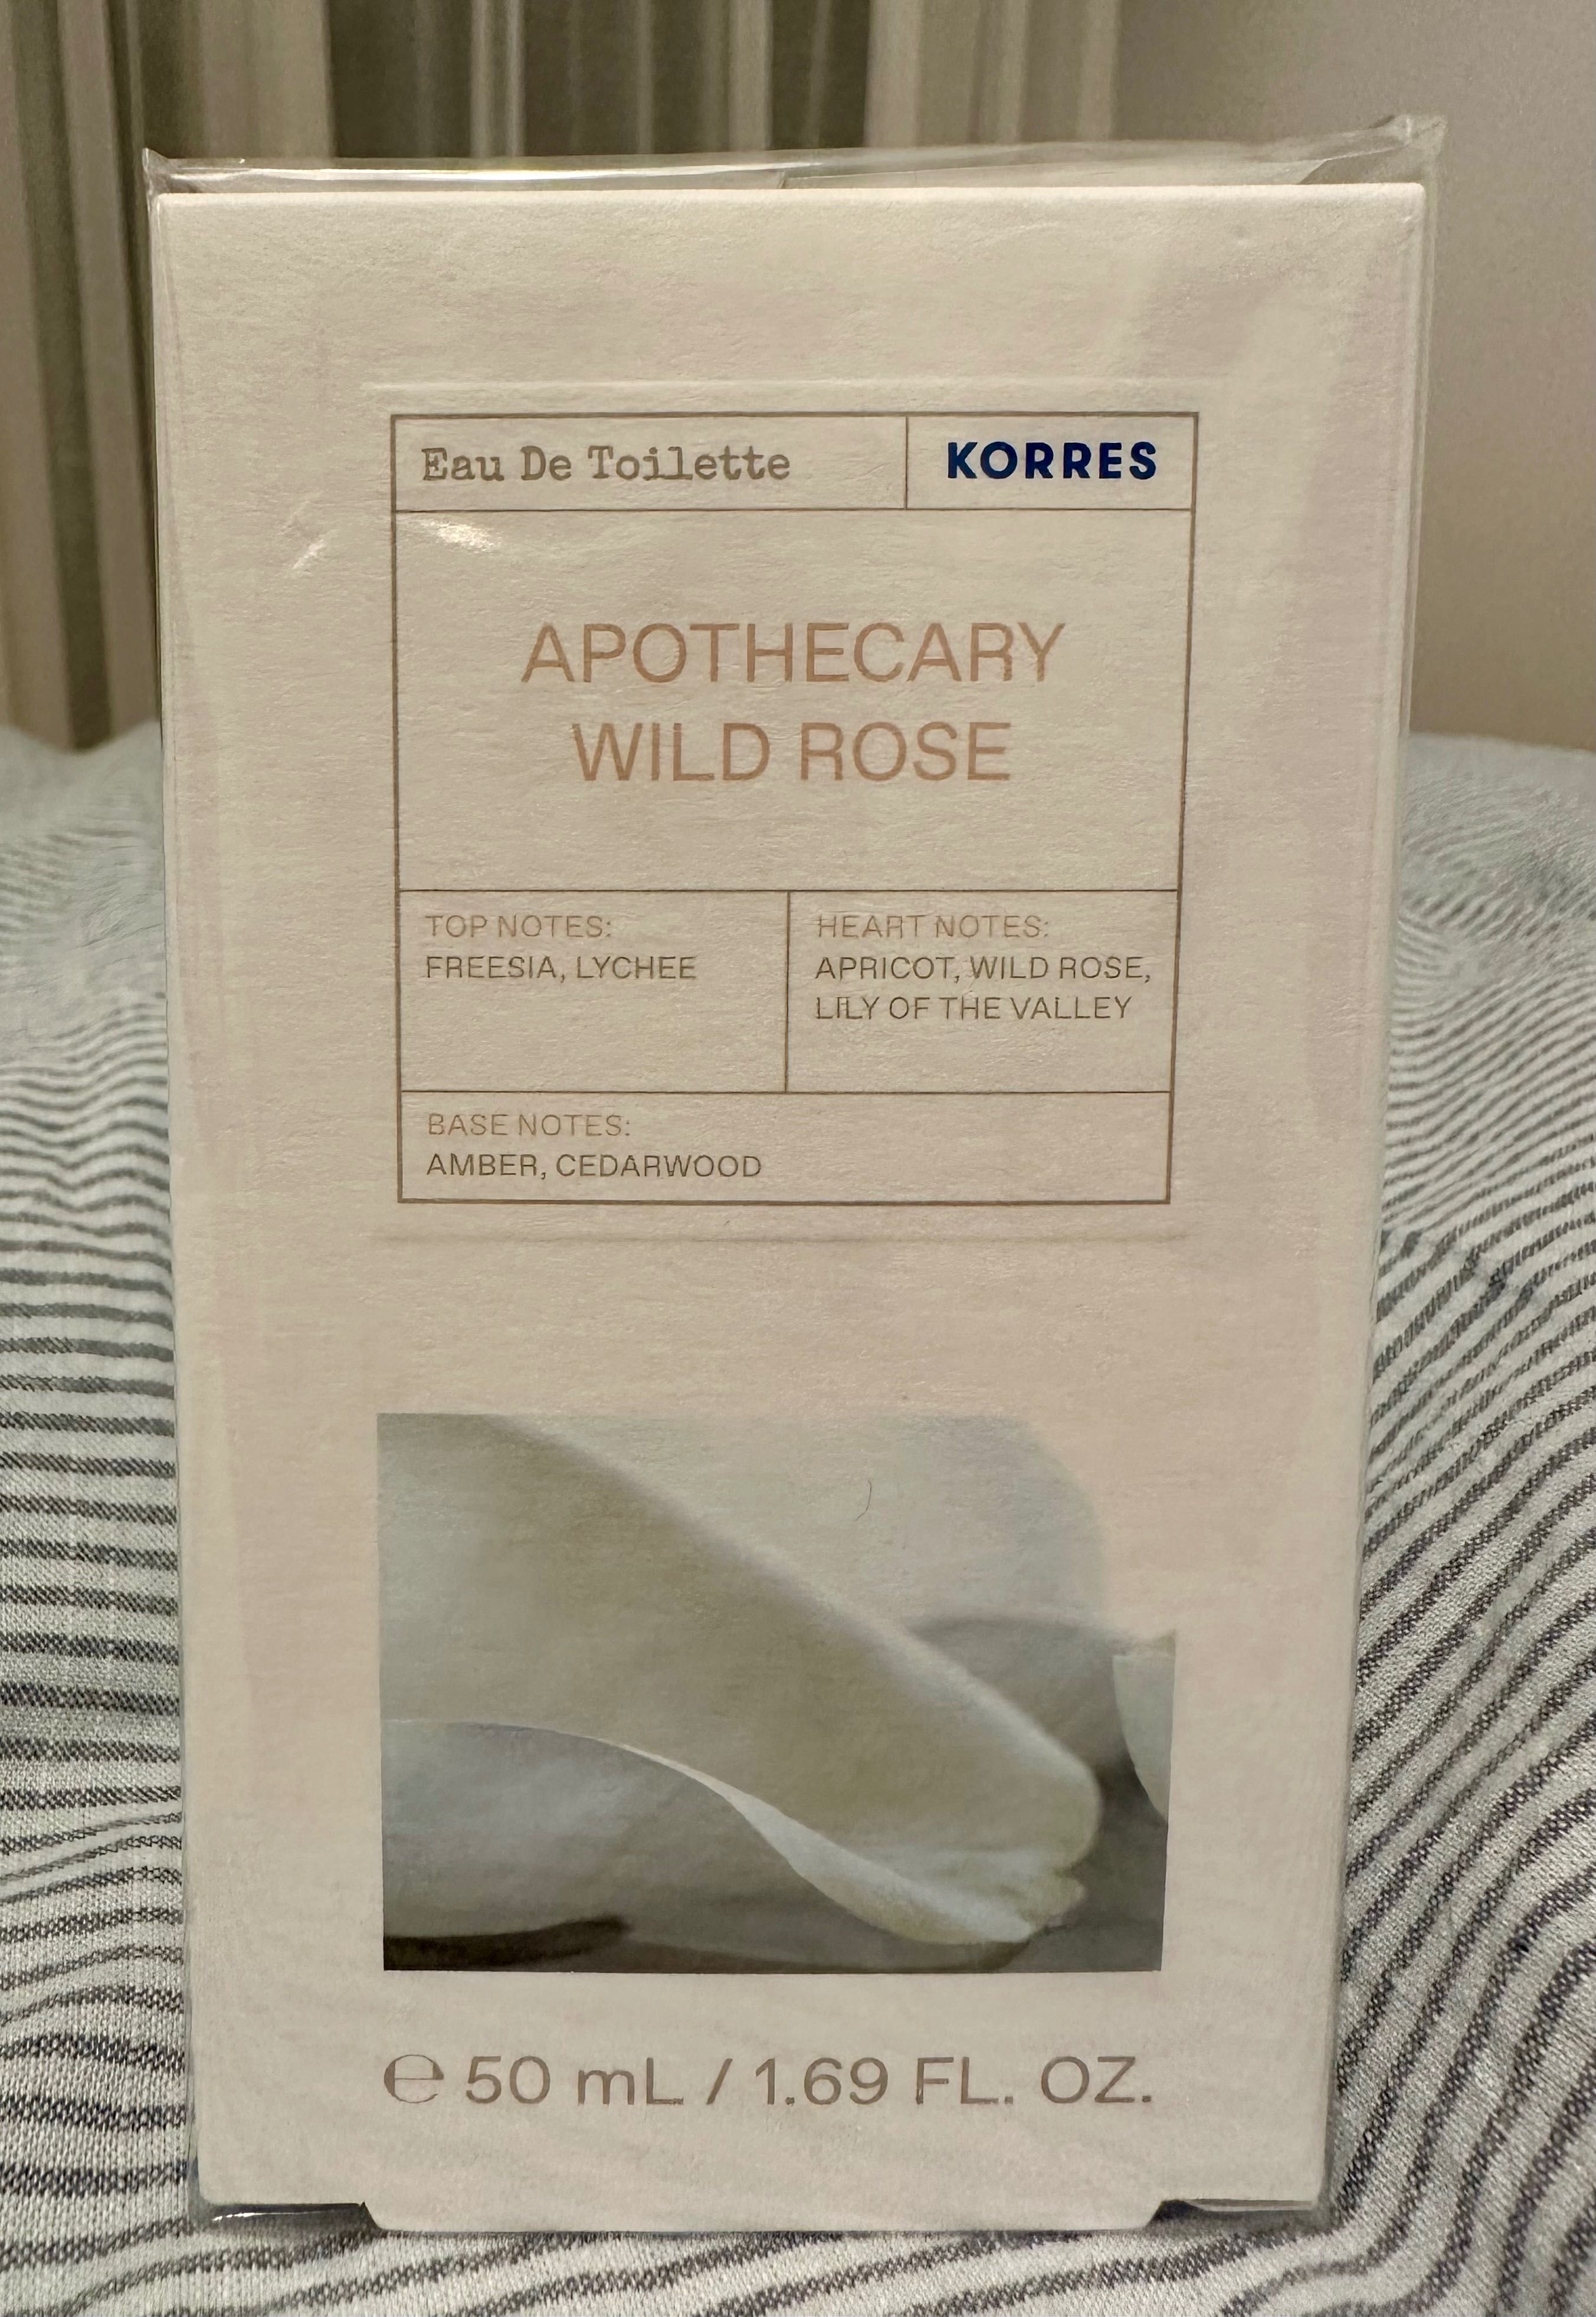 Eau De Toilette
KORRES
APOTHECARY
WILD ROSE
TOP NOTES:
FREESIA, LYCHEE
HEART NOTES:
APRICOT, WILD ROSE,
LILY OF THE VALLEY
BASE NOTES:
AMBER, CEDARWOOD
℮ 50 mL / 1.69 FL. OZ.